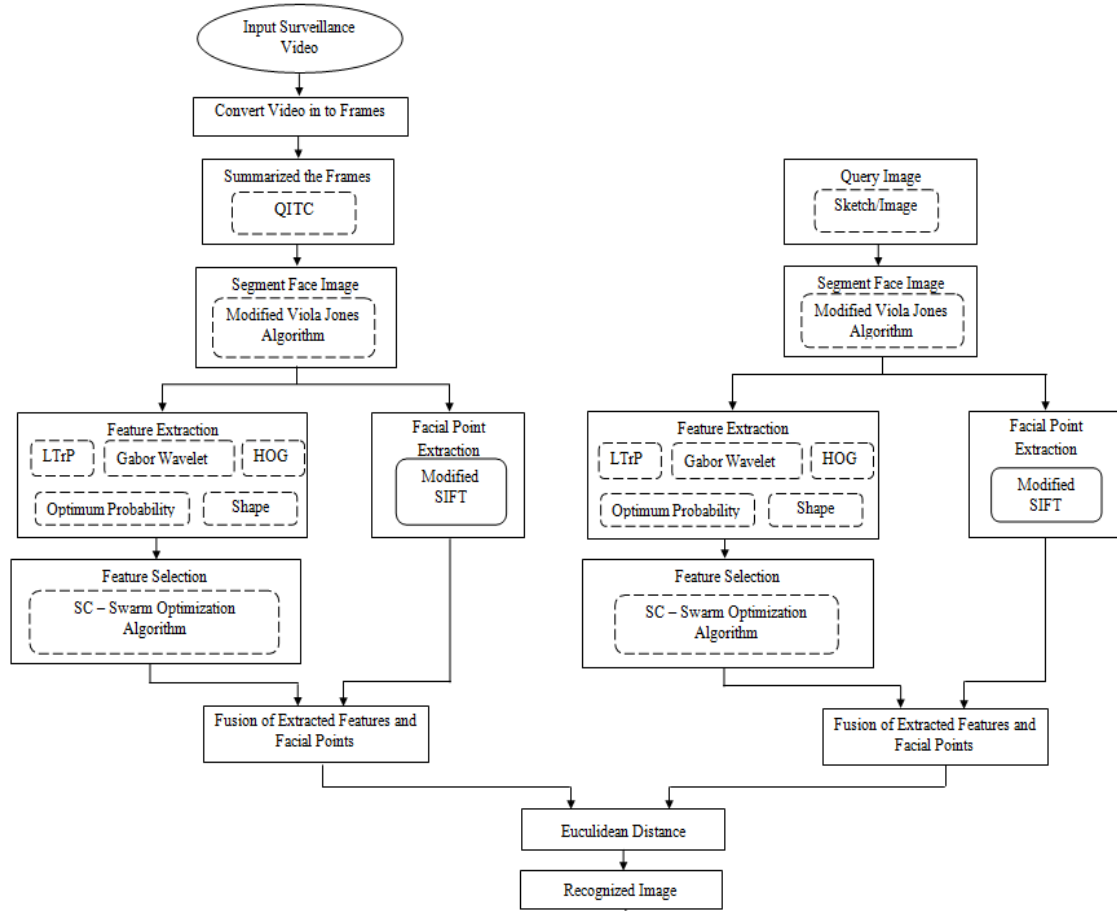 Input Surveillance
Video
Convert Video in to Frames
Summarized the Frames
QITC
Segment Face Image
Modified Viola Jones
Algorithm
Feature Extraction
LTrP
Gabor Wavelet
HOG
Optimum Probability
Shape
Facial Point
Extraction
Modified
SIFT
Feature Selection
SC – Swarm Optimization
Algorithm
Fusion of Extracted Features and
Facial Points
Query Image
Sketch/Image
Segment Face Image
Modified Viola Jones
Algorithm
Feature Extraction
LTrP
Gabor Wavelet
HOG
Optimum Probability
Shape
Facial Point
Extraction
Modified
SIFT
Feature Selection
SC – Swarm Optimization
Algorithm
Fusion of Extracted Features and
Facial Points
Euculidean Distance
Recognized Image